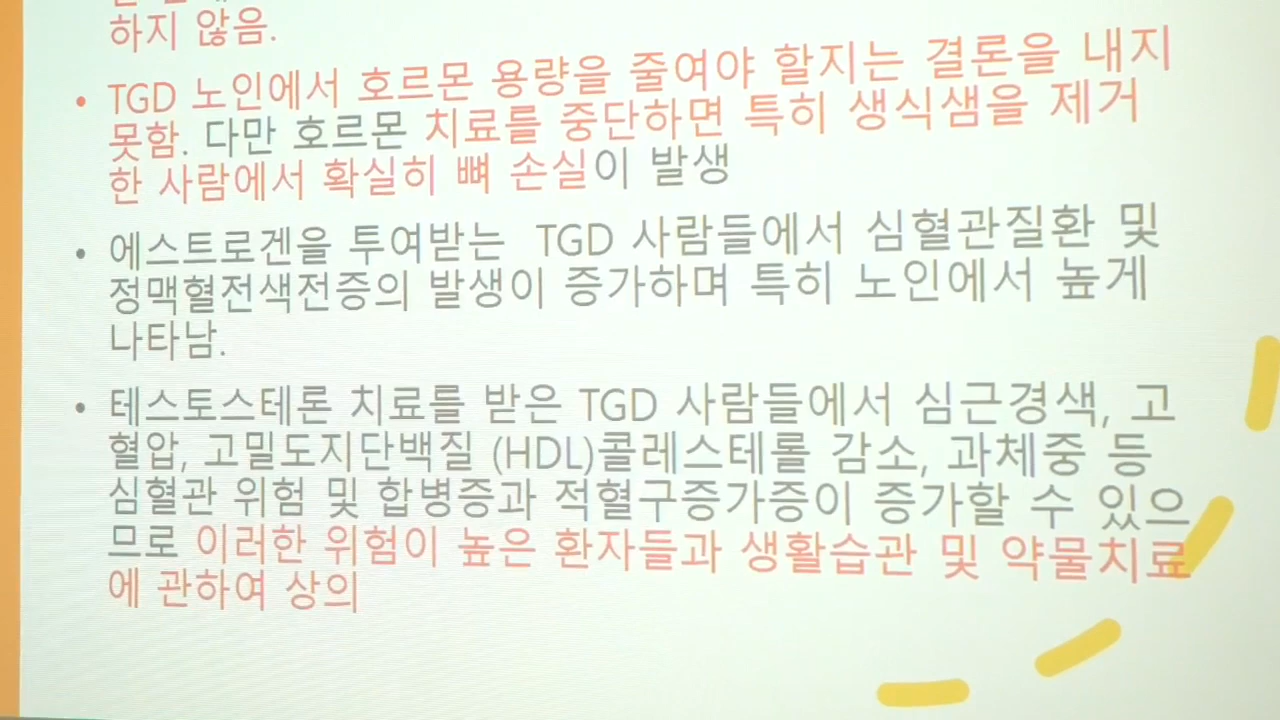 하지 않음.
• TGD 노인에서 호르몬 용량을 줄여야 할지는 결론을 내지
못함. 다만 호르몬 치료를 중단하면 특히 생식샘을 제거
한 사람에서 확실히 뼈 손실이 발생
• 에스트로겐을 투여받는 TGD 사람들에서 심혈관질환 및
정맥혈전색전증의 발생이 증가하며 특히 노인에서 높게
나타남.
• 테스토스테론 치료를 받은 TGD 사람들에서 심근경색, 고
혈압, 고밀도지단백질 (HDL)콜레스테롤 감소, 과체중 등
심혈관 위험 및 합병증과 적혈구증가증이 증가할 수 있으
므로 이러한 위험이 높은 환자들과 생활습관 및 약물치료
에 관하여 상의